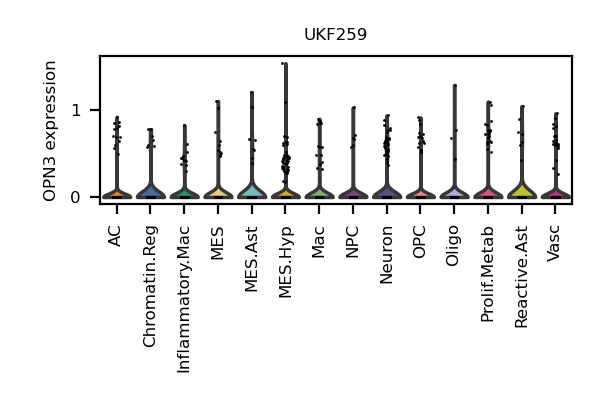 UKF259
OPN3 expression
1
0
AC
Chromatin.Reg
Inflammatory.Mac
MES
MES.Ast
MES.Hyp
Mac
NPC
Neuron
OPC
Oligo
Prolif.Metab
Reactive.Ast
Vasc